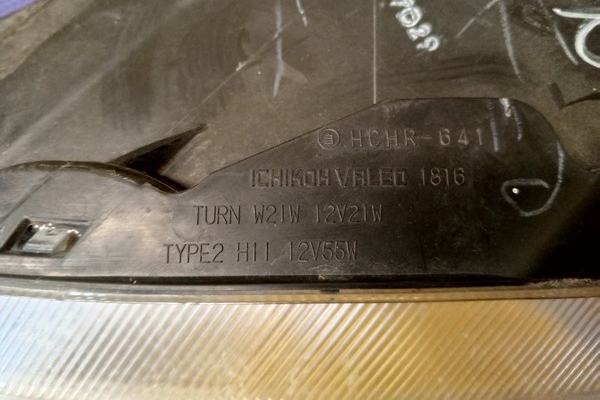 ⓐ HCHR-641
ICHIKOH VALEO 1816
TURN W21W 12V21W
TYPE2 H11 12V55W